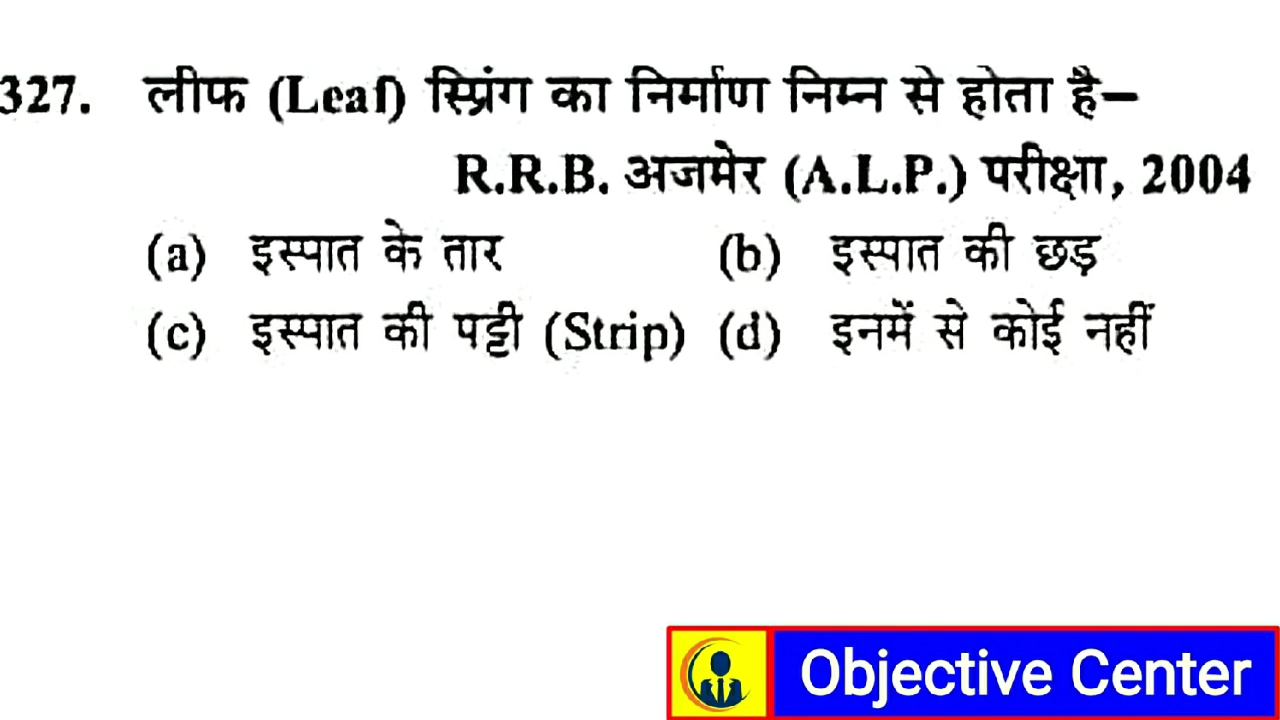 327. लीफ (Leaf) स्प्रिंग का निर्माण निम्न से होता है—
R.R.B. अजमेर (A.L.P.) परीक्षा, 2004
(a) इस्पात के तार (b) इस्पात की छड़
(c) इस्पात की पट्टी (Strip) (d) इनमें से कोई नहीं
Objective Center